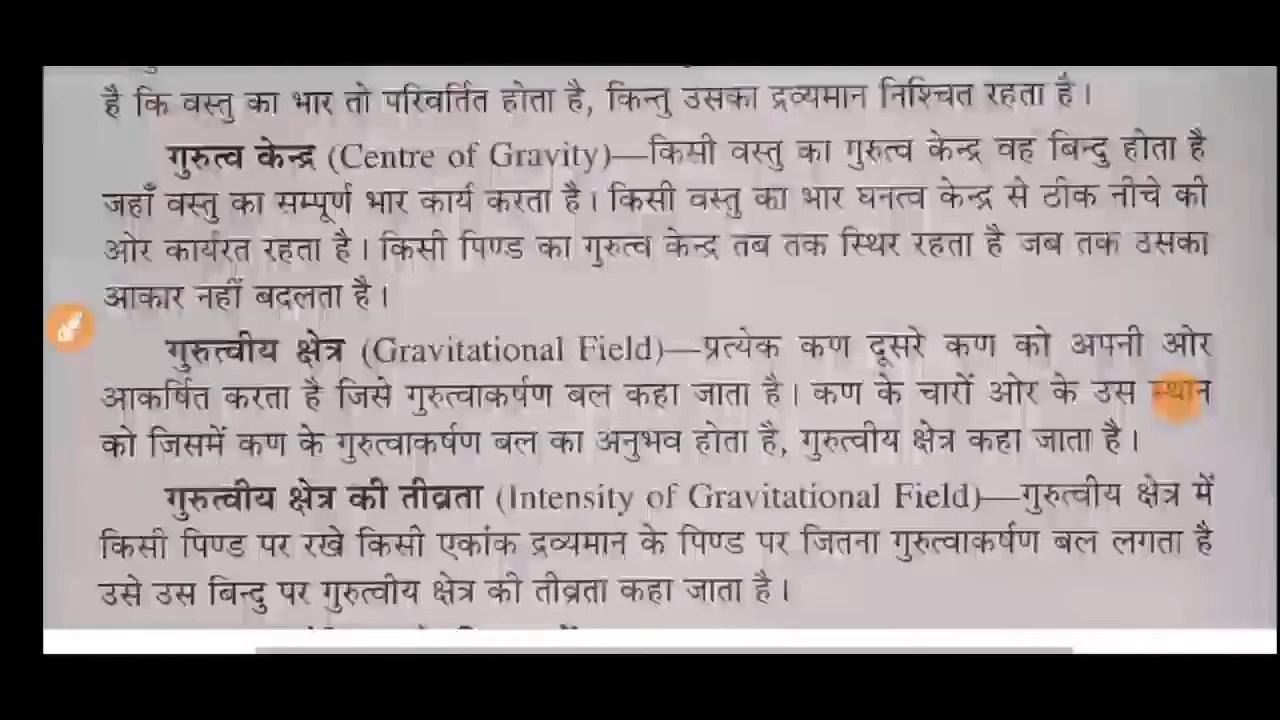 है कि वस्तु का भार तो परिवर्तित होता है, किन्तु उसका द्रव्यमान निश्चित रहता है।
गुरुत्व केन्द्र (Centre of Gravity)—किसी वस्तु का गुरुत्व केन्द्र वह बिन्दु होता है
जहाँ वस्तु का सम्पूर्ण भार कार्य करता है। किसी वस्तु का भार घनत्व केन्द्र से ठीक नीचे की
ओर कार्यरत रहता है। किसी पिण्ड का गुरुत्व केन्द्र तब तक स्थिर रहता है जब तक उसका
आकार नहीं बदलता है।
गुरुत्वीय क्षेत्र (Gravitational Field)—प्रत्येक कण दूसरे कण को अपनी ओर
आकर्षित करता है जिसे गुरुत्वाकर्षण बल कहा जाता है। कण के चारों ओर के उस स्थान
को जिसमें कण के गुरुत्वाकर्षण बल का अनुभव होता है, गुरुत्वीय क्षेत्र कहा जाता है।
गुरुत्वीय क्षेत्र की तीव्रता (Intensity of Gravitational Field)—गुरुत्वीय क्षेत्र में
किसी पिण्ड पर रखे किसी एकांक द्रव्यमान के पिण्ड पर जितना गुरुत्वाकर्षण बल लगता है
उसे उस बिन्दु पर गुरुत्वीय क्षेत्र की तीव्रता कहा जाता है।